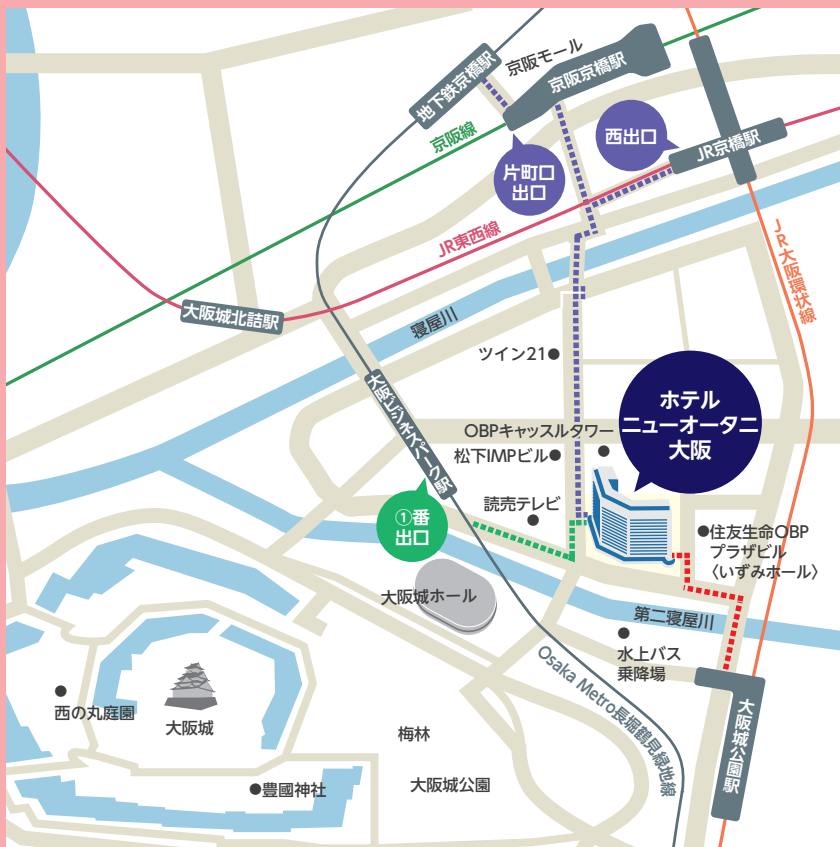 京阪モール
地下鉄京橋駅
京阪京橋駅
京阪線
片町口
出口
西出口
JR京橋駅
JR東西線
JR大阪環状線
大阪城北詰駅
寝屋川
ツイン21
大阪ビジネスパーク駅
ホテル
ニューオータニ
大阪
OBPキャッスルタワー
松下IMPビル
読売テレビ
①番
出口
住友生命OBP
プラザビル
〈いずみホール〉
大阪城ホール
第二寝屋川
水上バス
乗降場
Osaka Metro長堀鶴見緑地線
大阪城公園駅
西の丸庭園
大阪城
梅林
豊國神社
大阪城公園